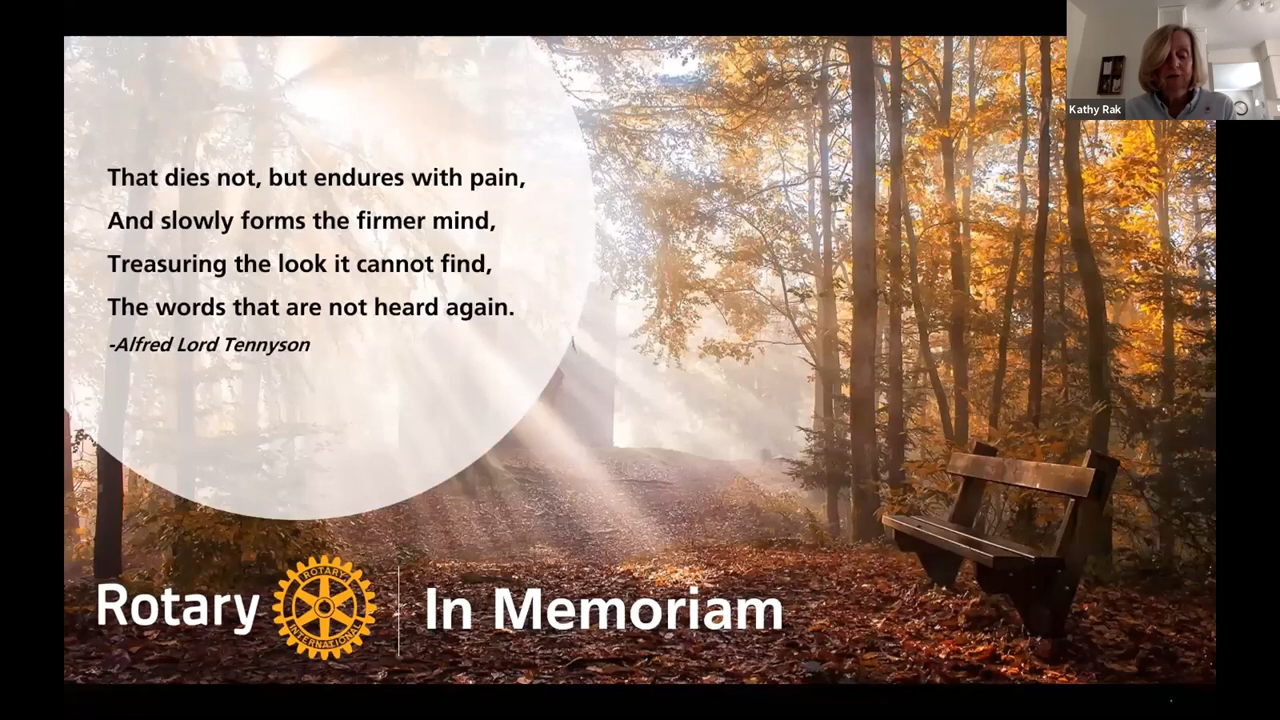 Kathy Rak
That dies not, but endures with pain,
And slowly forms the firmer mind,
Treasuring the look it cannot find,
The words that are not heard again.
-Alfred Lord Tennyson
Rotary
ROTARY
INTERNATIONAL
In Memoriam